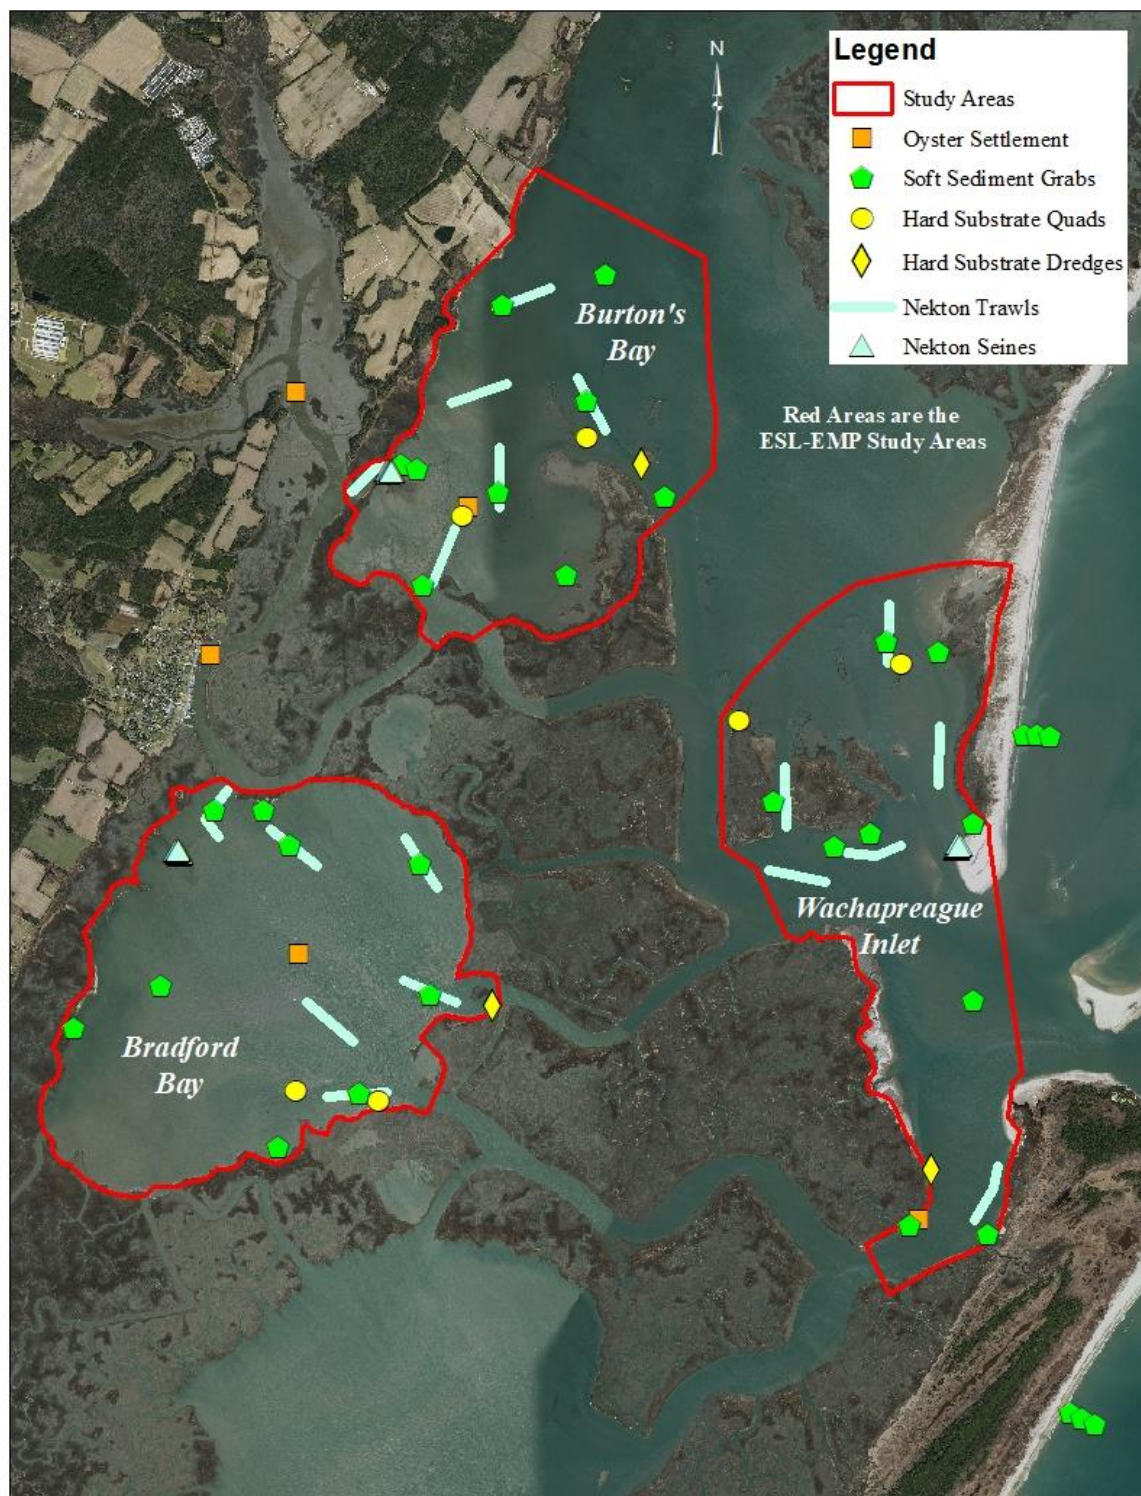 N
Legend
Study Areas
Oyster Settlement
Soft Sediment Grabs
Hard Substrate Quads
Hard Substrate Dredges
Nekton Trawls
Nekton Seines
Burton's
Bay
Red Areas are the
ESL-EMP Study Areas
Wachapreague
Inlet
Bradford
Bay